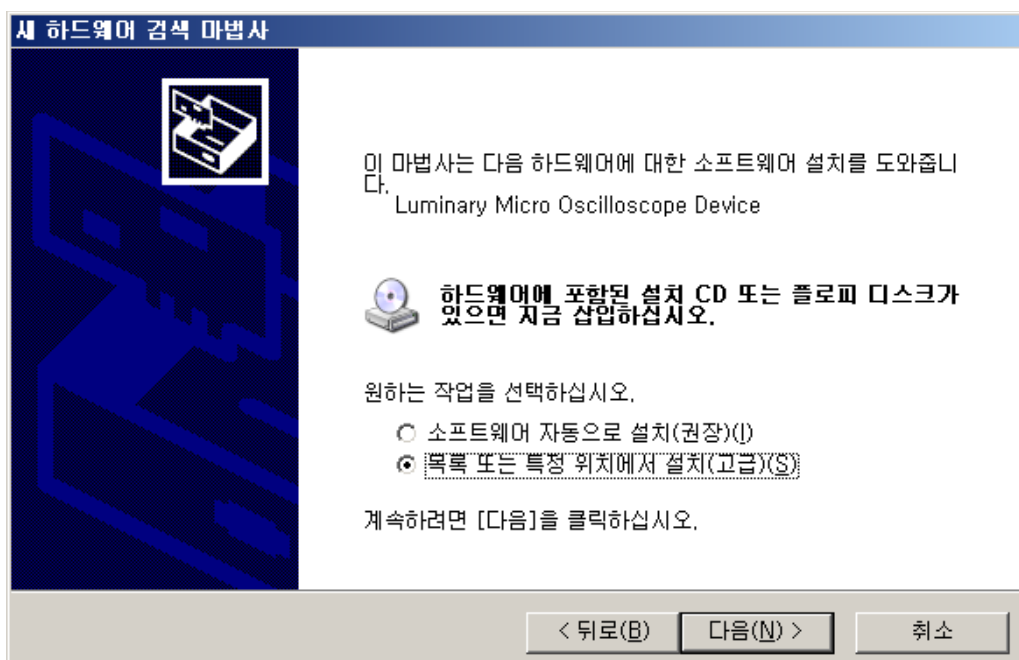 새 하드웨어 검색 마법사
이 마법사는 다음 하드웨어에 대한 소프트웨어 설치를 도와줍니
다.
Luminary Micro Oscilloscope Device
하드웨어에 포함된 설치 CD 또는 플로피 디스크가
있으면 지금 삽입하십시오.
원하는 작업을 선택하십시오.
소프트웨어 자동으로 설치(권장)(I)
목록 또는 특정 위치에서 설치(고급)(S)
계속하려면 [다음]을 클릭하십시오.
< 뒤로(B) 다음(N) > 취소